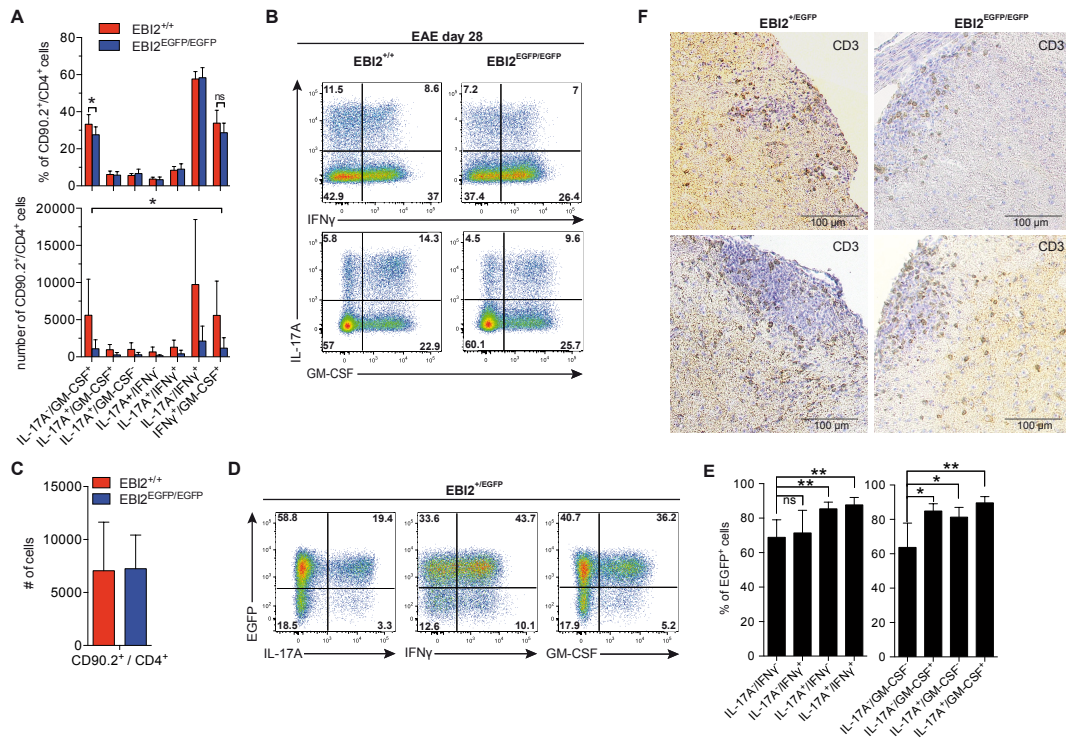 A
EBI2+/+
EBI2EGFP/EGFP
% of CD90.2+/CD4+ cells
80
60
40
20
0
*
ns
number of CD90.2+/CD4+ cells
20000
15000
10000
5000
0
*
IL-17A-/GM-CSF+
IL-17A+/GM-CSF+
IL-17A+/GM-CSF-
IL-17A+/IFNγ-
IL-17A+/IFNγ+
IL-17A-/IFNγ+
IFNγ+/GM-CSF+
B
EAE day 28
EBI2+/+
EBI2EGFP/EGFP
11.5
8.6
42.9
37
7.2
7
37.4
26.4
IFNγ
5.8
14.3
57
22.9
4.5
9.6
60.1
25.7
IL-17A
GM-CSF
C
EBI2+/+
EBI2EGFP/EGFP
# of cells
15000
10000
5000
0
CD90.2+ / CD4+
D
EBI2+/EGFP
58.8
19.4
18.5
3.3
33.6
43.7
12.6
10.1
40.7
36.2
17.9
5.2
EGFP
IL-17A
IFNγ
GM-CSF
E
% of EGFP+ cells
100
80
60
40
20
0
**
**
ns
IL-17A-/IFNγ-
IL-17A-/IFNγ+
IL-17A+/IFNγ-
IL-17A+/IFNγ+
100
80
60
40
20
0
**
*
*
IL-17A-/GM-CSF-
IL-17A-/GM-CSF+
IL-17A+/GM-CSF-
IL-17A+/GM-CSF+
F
EBI2+/EGFP
EBI2EGFP/EGFP
CD3
100 μm
CD3
100 μm
CD3
100 μm
CD3
100 μm